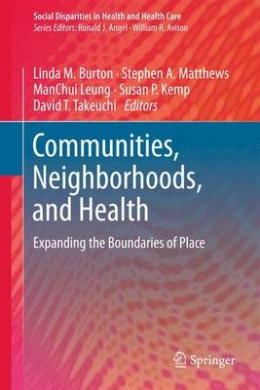 Social Disparities in Health and Health Care
Series Editors: Ronald J. Angel · William R. Avison
Linda M. Burton · Stephen A. Matthews
ManChui Leung · Susan P. Kemp
David T. Takeuchi Editors
Communities,
Neighborhoods,
and Health
Expanding the Boundaries of Place
Springer